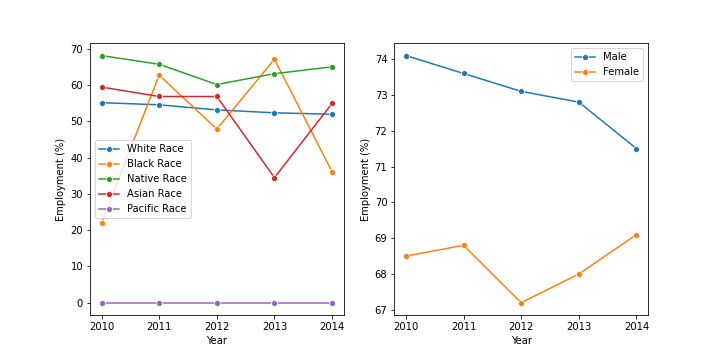 70
60
50
40
30
20
10
0
Employment (%)
White Race
Black Race
Native Race
Asian Race
Pacific Race
2010 2011 2012 2013 2014
Year
74
73
72
71
70
69
68
67
Employment (%)
Male
Female
2010 2011 2012 2013 2014
Year